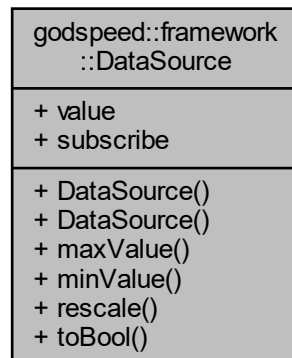 godspeed::framework
::DataSource
+ value
+ subscribe
+ DataSource()
+ DataSource()
+ maxValue()
+ minValue()
+ rescale()
+ toBool()